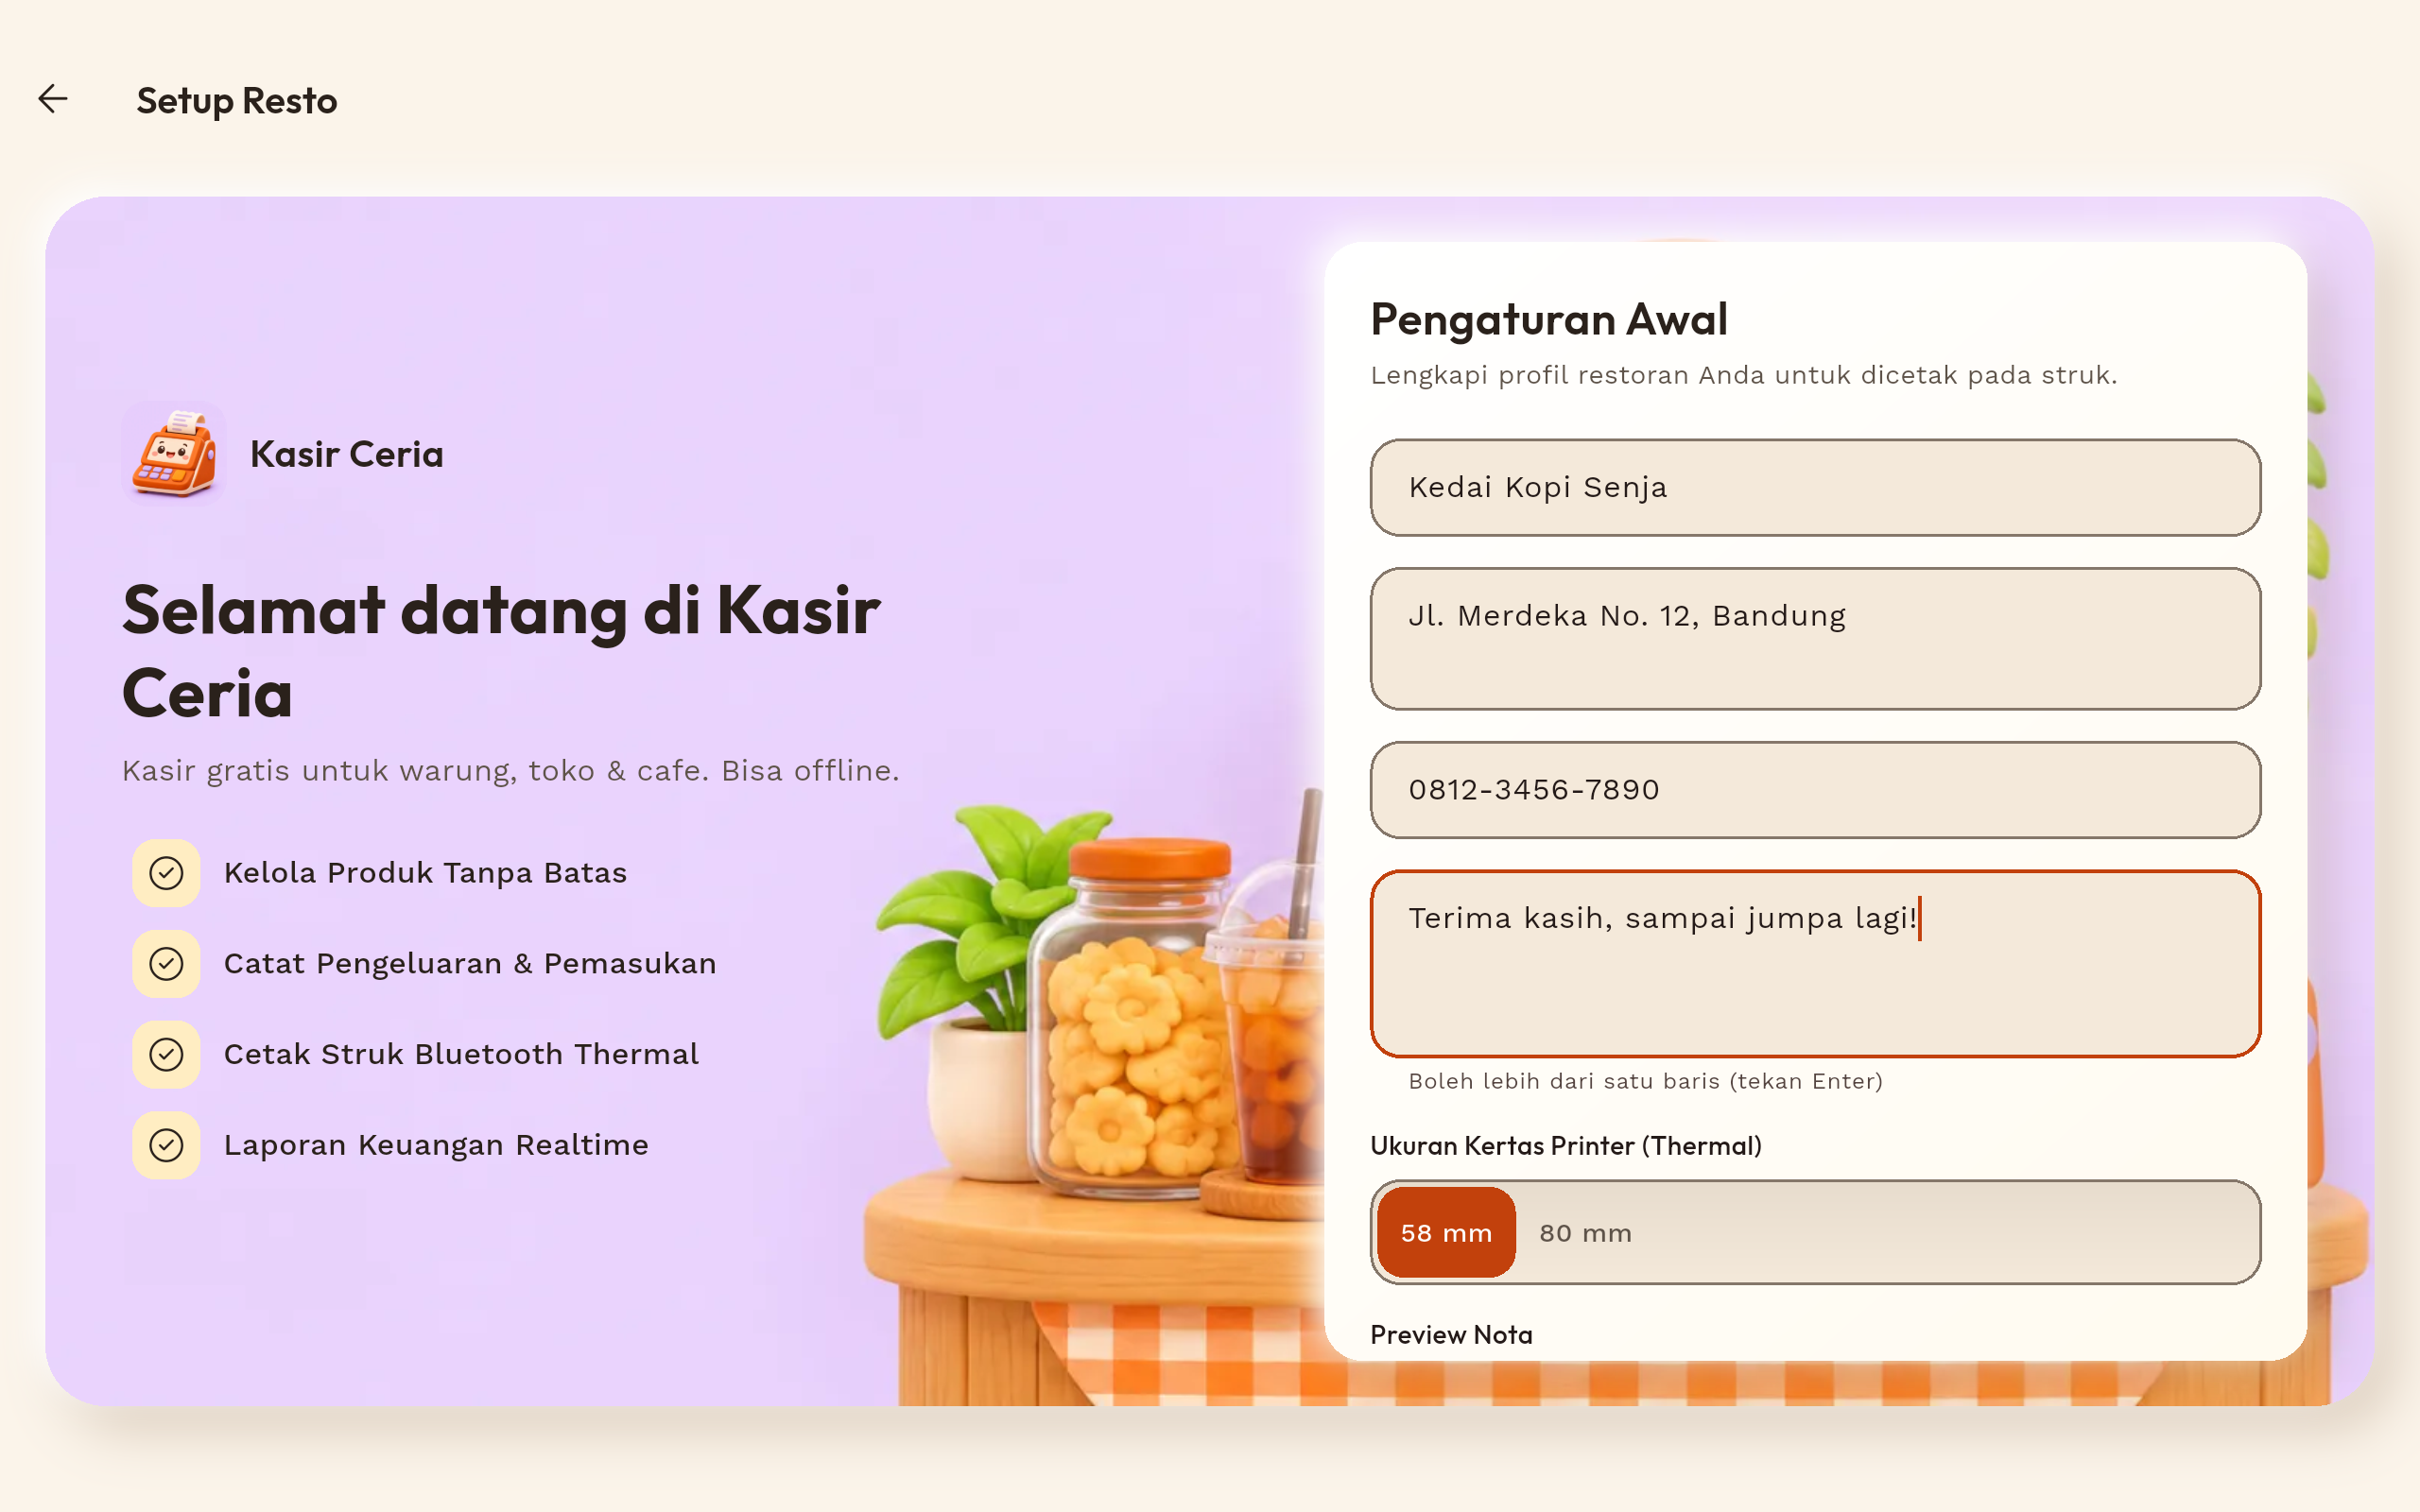 Setup Resto
Kasir Ceria
Selamat datang di Kasir
Ceria
Kasir gratis untuk warung, toko & cafe. Bisa offline.
Kelola Produk Tanpa Batas
Catat Pengeluaran & Pemasukan
Cetak Struk Bluetooth Thermal
Laporan Keuangan Realtime
Pengaturan Awal
Lengkapi profil restoran Anda untuk dicetak pada struk.
Kedai Kopi Senja
Jl. Merdeka No. 12, Bandung
0812-3456-7890
Terima kasih, sampai jumpa lagi!
Boleh lebih dari satu baris (tekan Enter)
Ukuran Kertas Printer (Thermal)
58 mm 80 mm
Preview Nota